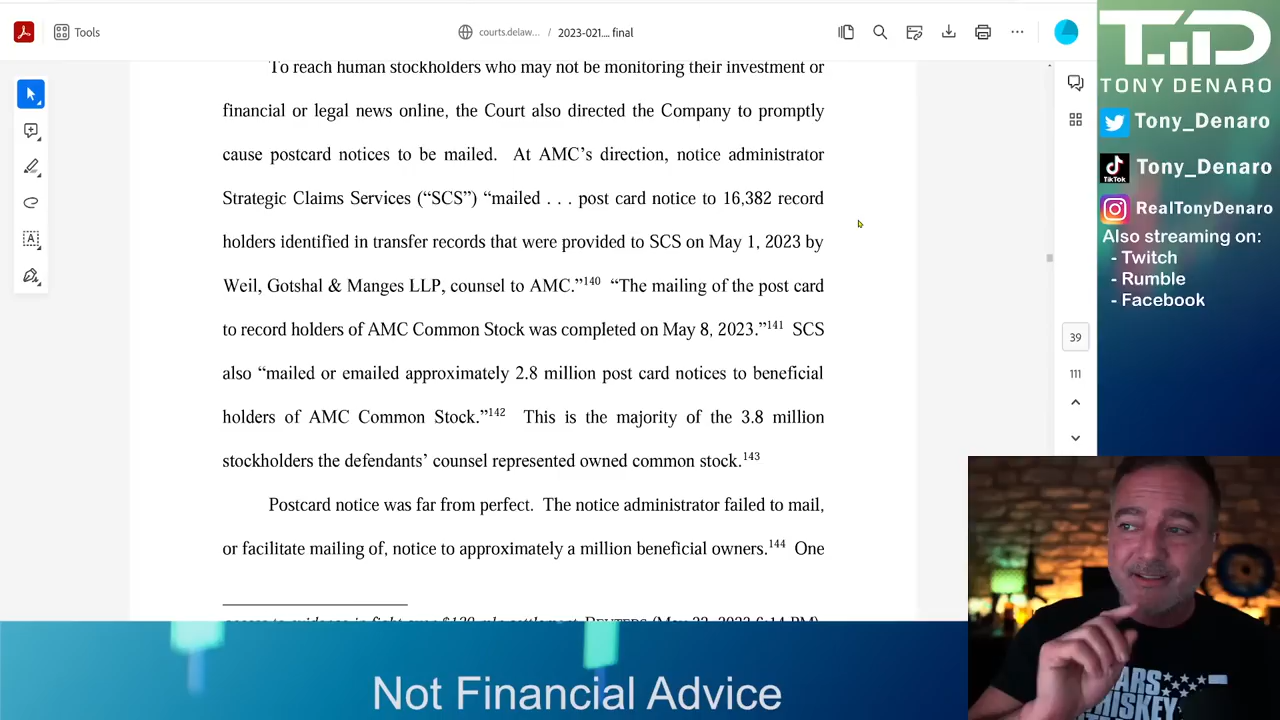 Tools
courts.delaw... / 2023-021.... final
To reach human stockholders who may not be monitoring their investment or
financial or legal news online, the Court also directed the Company to promptly
cause postcard notices to be mailed. At AMC’s direction, notice administrator
Strategic Claims Services (“SCS”) “mailed . . . post card notice to 16,382 record
holders identified in transfer records that were provided to SCS on May 1, 2023 by
Weil, Gotshal & Manges LLP, counsel to AMC.”140 “The mailing of the post card
to record holders of AMC Common Stock was completed on May 8, 2023.”141 SCS
also “mailed or emailed approximately 2.8 million post card notices to beneficial
holders of AMC Common Stock.”142 This is the majority of the 3.8 million
stockholders the defendants’ counsel represented owned common stock.143
Postcard notice was far from perfect. The notice administrator failed to mail,
or facilitate mailing of, notice to approximately a million beneficial owners.144 One
39
111
TD
TONY DENARO
Tony_Denaro
TikTok
Tony_Denaro
RealTonyDenaro
Also streaming on:
- Twitch
- Rumble
- Facebook
Not Financial Advice